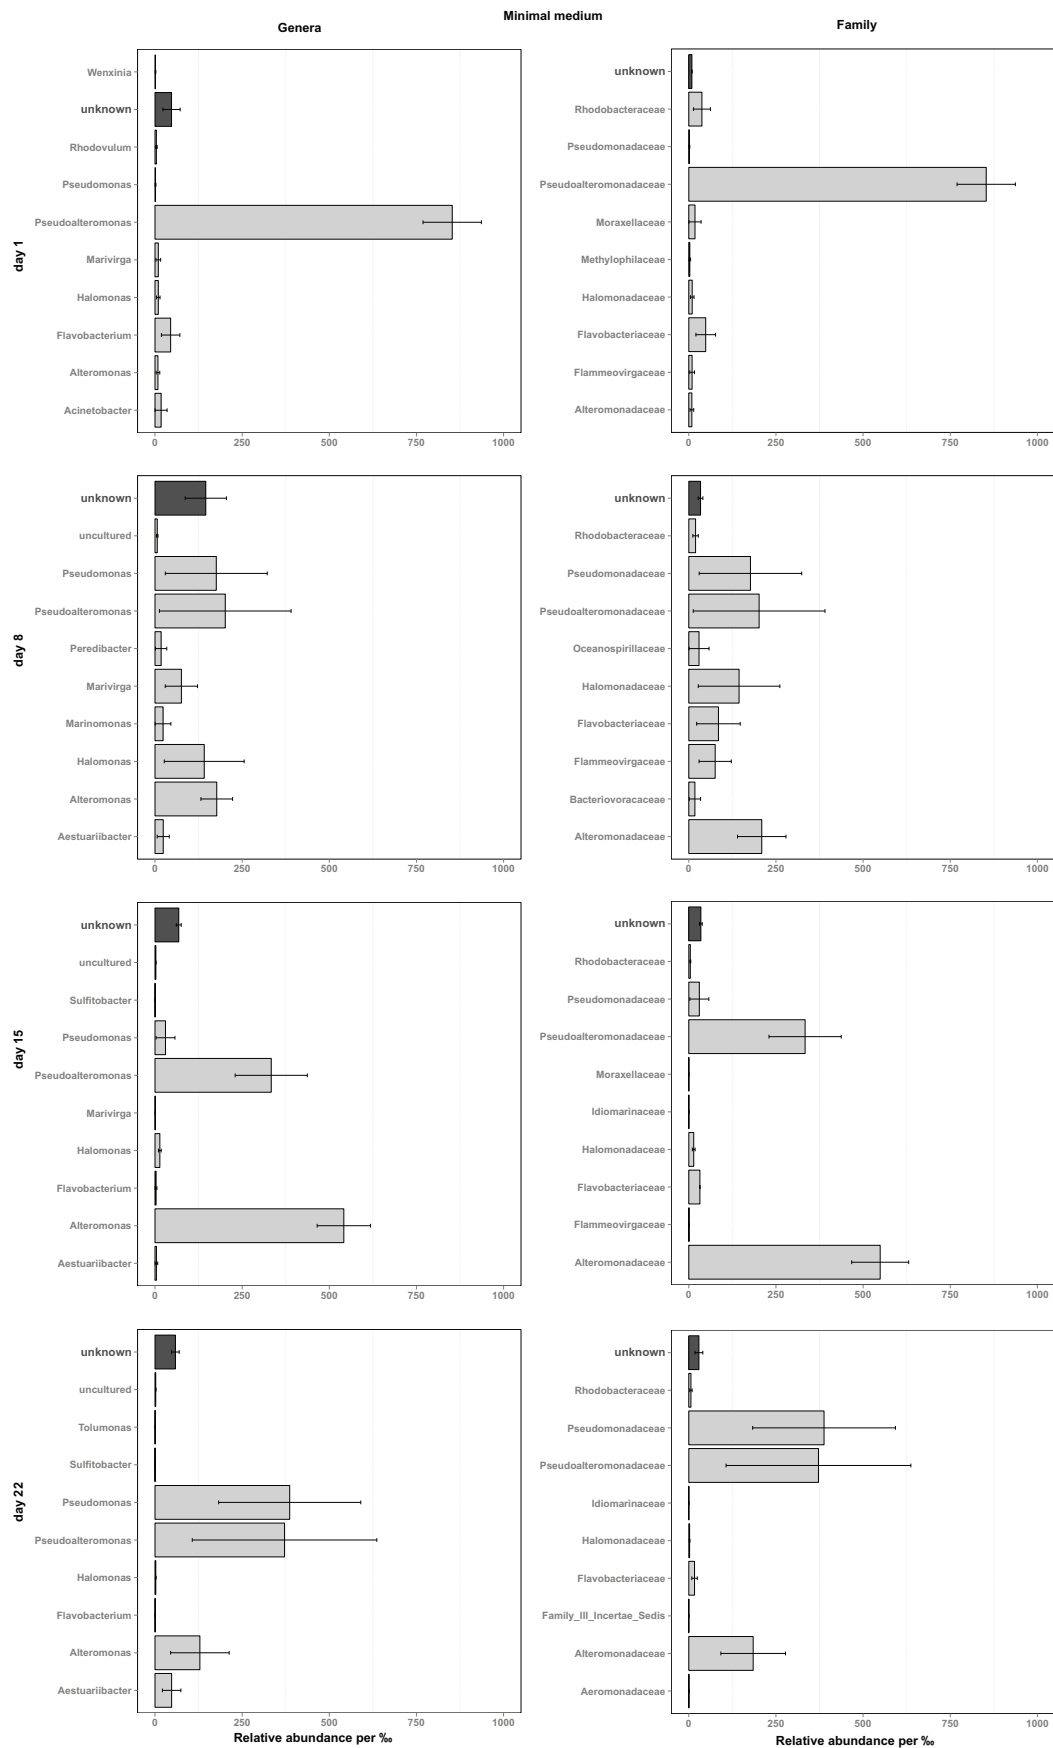 Minimal medium
Genera
Family
day 1
Wenxinia
unknown
Rhodovulum
Pseudomonas
Pseudoalteromonas
Marivirga
Halomonas
Flavobacterium
Alteromonas
Acinetobacter
0 250 500 750 1000
unknown
Rhodobacteraceae
Pseudomonadaceae
Pseudoalteromonadaceae
Moraxellaceae
Methylophilaceae
Halomonadaceae
Flavobacteriaceae
Flammeovirgaceae
Alteromonadaceae
0 250 500 750 1000
day 8
unknown
uncultured
Pseudomonas
Pseudoalteromonas
Peredibacter
Marivirga
Marinomonas
Halomonas
Alteromonas
Aestuariibacter
0 250 500 750 1000
unknown
Rhodobacteraceae
Pseudomonadaceae
Pseudoalteromonadaceae
Oceanospirillaceae
Halomonadaceae
Flavobacteriaceae
Flammeovirgaceae
Bacteriovoracaceae
Alteromonadaceae
0 250 500 750 1000
day 15
unknown
uncultured
Sulfitobacter
Pseudomonas
Pseudoalteromonas
Marivirga
Halomonas
Flavobacterium
Alteromonas
Aestuariibacter
0 250 500 750 1000
unknown
Rhodobacteraceae
Pseudomonadaceae
Pseudoalteromonadaceae
Moraxellaceae
Idiomarinaceae
Halomonadaceae
Flavobacteriaceae
Flammeovirgaceae
Alteromonadaceae
0 250 500 750 1000
day 22
unknown
uncultured
Tolumonas
Sulfitobacter
Pseudomonas
Pseudoalteromonas
Halomonas
Flavobacterium
Alteromonas
Aestuariibacter
0 250 500 750 1000
Relative abundance per ‰
unknown
Rhodobacteraceae
Pseudomonadaceae
Pseudoalteromonadaceae
Idiomarinaceae
Halomonadaceae
Flavobacteriaceae
Family_III_Incertae_Sedis
Alteromonadaceae
Aeromonadaceae
0 250 500 750 1000
Relative abundance per ‰